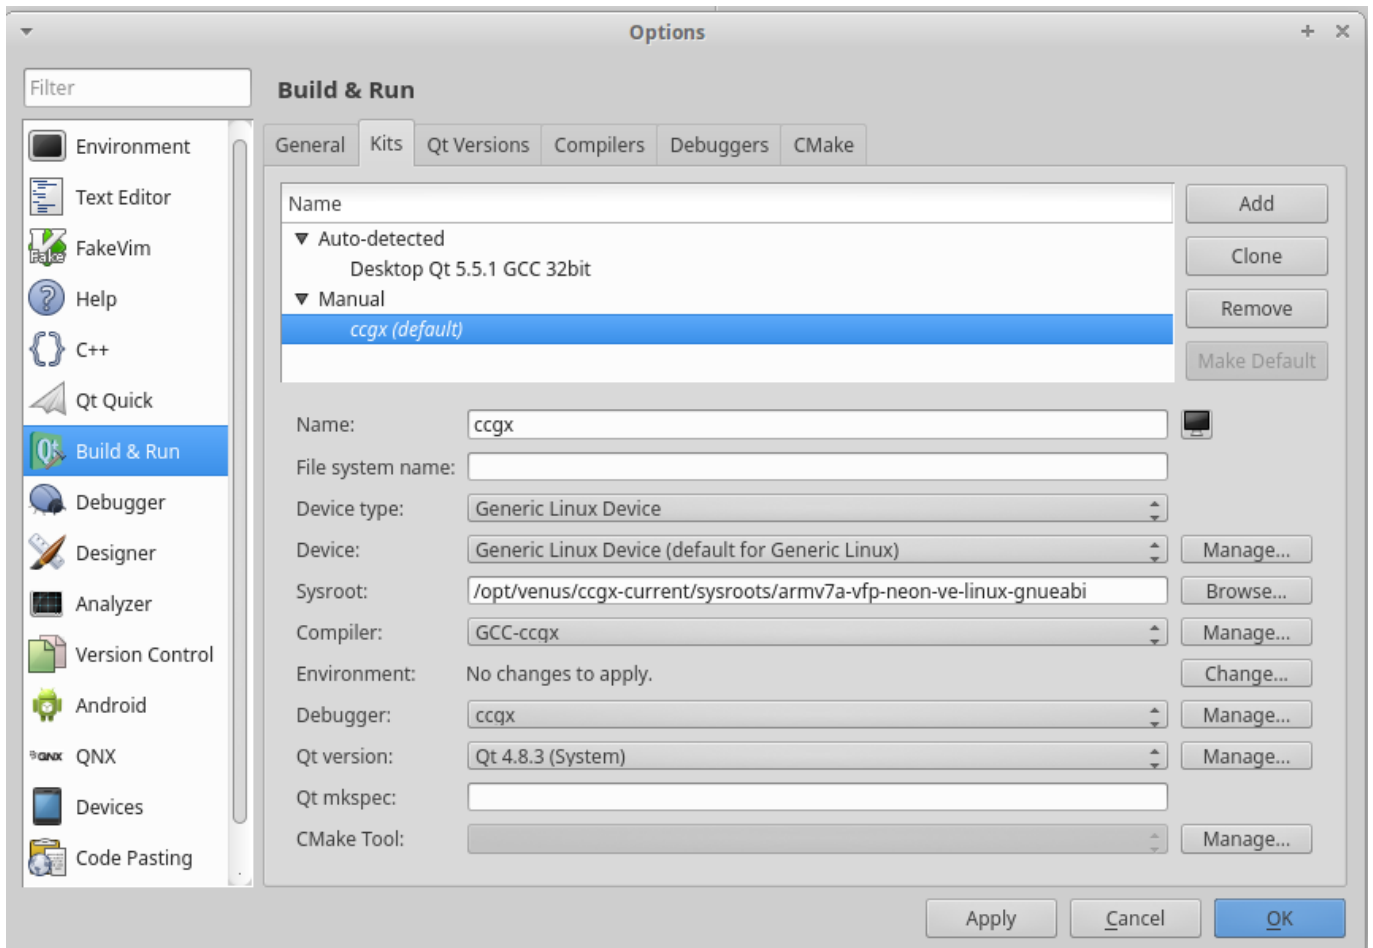 Options
Filter
Build & Run
Environment
Text Editor
FakeVim
Help
C++
Qt Quick
Build & Run
Debugger
Designer
Analyzer
Version Control
Android
QNX
Devices
Code Pasting
General Kits Qt Versions Compilers Debuggers CMake
Name
Auto-detected
Desktop Qt 5.5.1 GCC 32bit
Manual
ccgx (default)
Add
Clone
Remove
Make Default
Name: ccgx
File system name:
Device type: Generic Linux Device
Device: Generic Linux Device (default for Generic Linux) Manage...
Sysroot: /opt/venus/ccgx-current/sysroots/armv7a-vfp-neon-ve-linux-gnueabi Browse...
Compiler: GCC-ccgx Manage...
Environment: No changes to apply. Change...
Debugger: ccgx Manage...
Qt version: Qt 4.8.3 (System) Manage...
Qt mkspec:
CMake Tool: Manage...
Apply Cancel OK